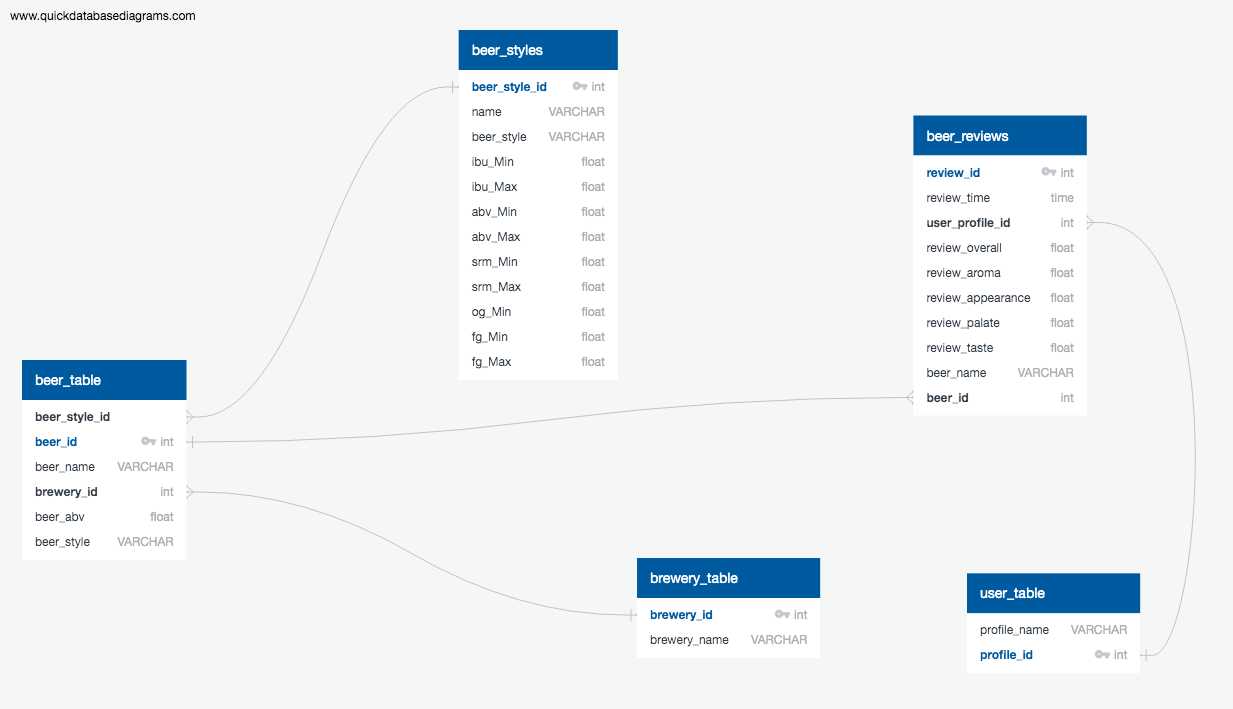 www.quickdatabasediagrams.com
beer_styles
beer_style_id int
name VARCHAR
beer_style VARCHAR
ibu_Min float
ibu_Max float
abv_Min float
abv_Max float
srm_Min float
srm_Max float
og_Min float
fg_Min float
fg_Max float
beer_reviews
review_id int
review_time time
user_profile_id int
review_overall float
review_aroma float
review_appearance float
review_palate float
review_taste float
beer_name VARCHAR
beer_id int
beer_table
beer_style_id
beer_id int
beer_name VARCHAR
brewery_id int
beer_abv float
beer_style VARCHAR
brewery_table
brewery_id int
brewery_name VARCHAR
user_table
profile_name VARCHAR
profile_id int